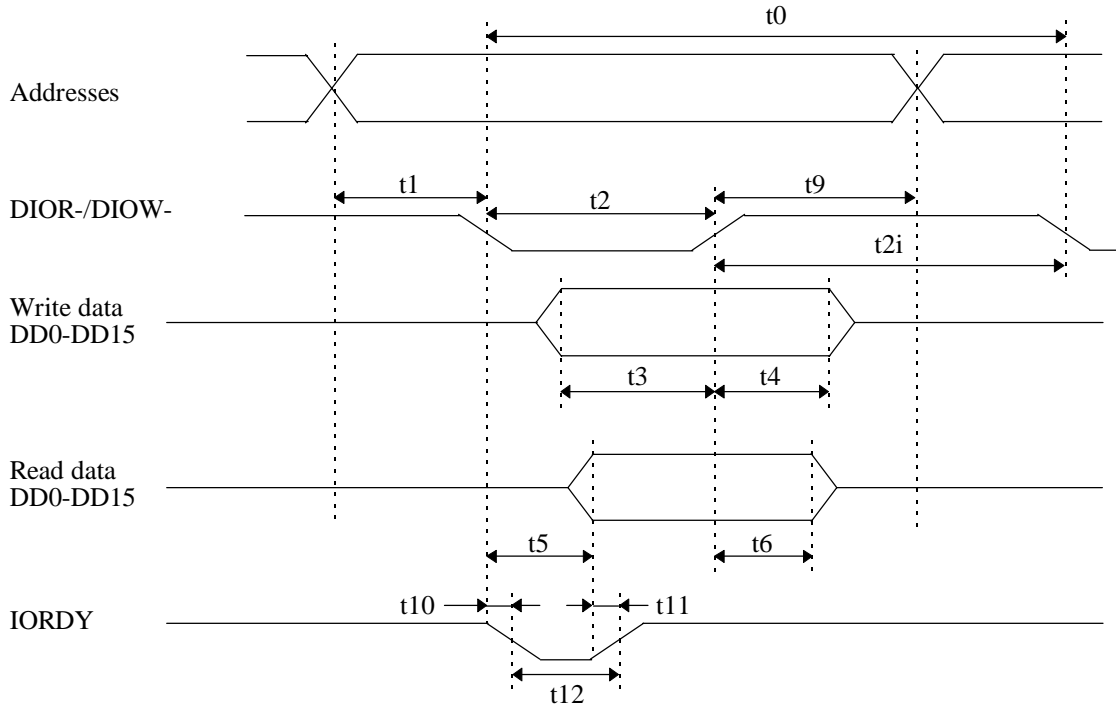 t0
Addresses
t1
t2
t9
DIOR-/DIOW-
t2i
Write data
DD0-DD15
t3
t4
Read data
DD0-DD15
t5
t6
t10
t11
IORDY
t12